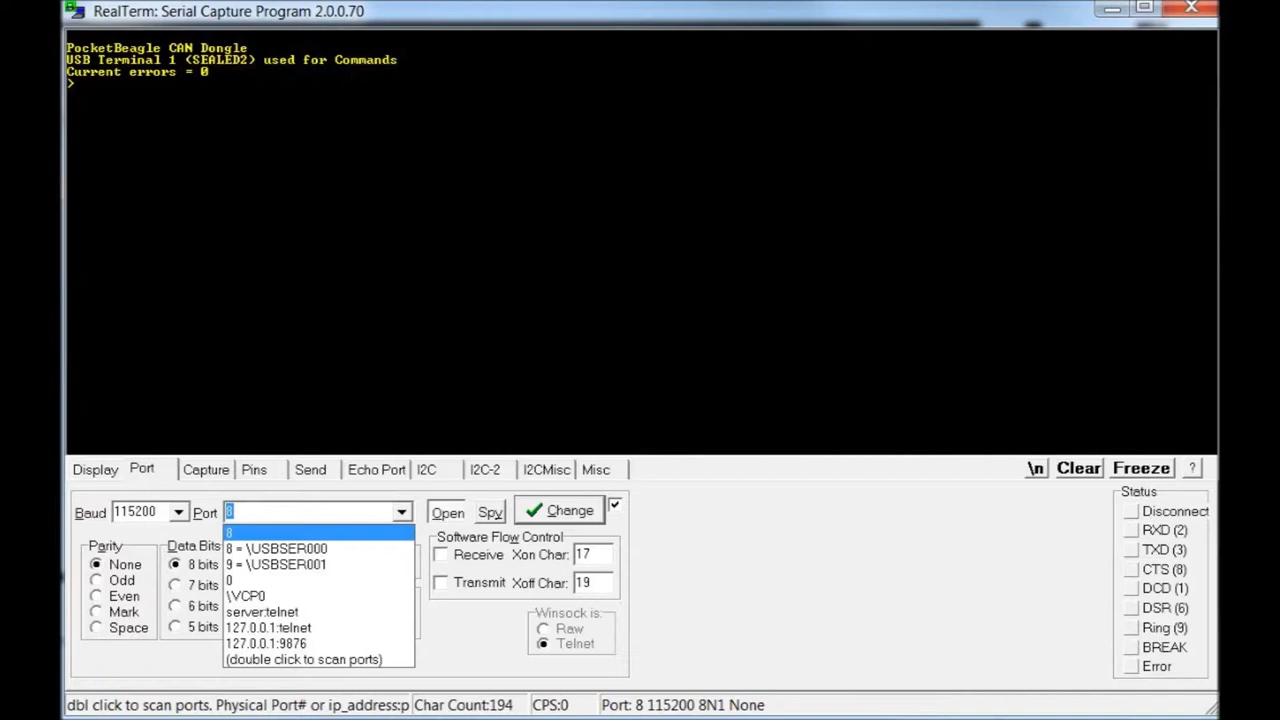 RealTerm: Serial Capture Program 2.0.0.70
PocketBeagle CAN Dongle
USB Terminal 1 (SEALED2) used for Commands
Current errors = 0
>
Display Port Capture Pins Send Echo Port I2C I2C-2 I2CMisc Misc \n Clear Freeze ?
Baud 115200 Port 8 Open Spy Change
8
8 = \USBSER000
9 = \USBSER001
0
\VCP0
server:telnet
127.0.0.1:telnet
127.0.0.1:9876
(double click to scan ports)
Parity
None
Odd
Even
Mark
Space
Data Bits
8 bits
7 bits
6 bits
5 bits
Software Flow Control
Receive Xon Char: 17
Transmit Xoff Char: 19
Winsock is:
Raw
Telnet
Status
Disconnect
RXD (2)
TXD (3)
CTS (8)
DCD (1)
DSR (6)
Ring (9)
BREAK
Error
dbl click to scan ports. Physical Port# or ip_address:p Char Count:194 CPS:0 Port: 8 115200 8N1 None